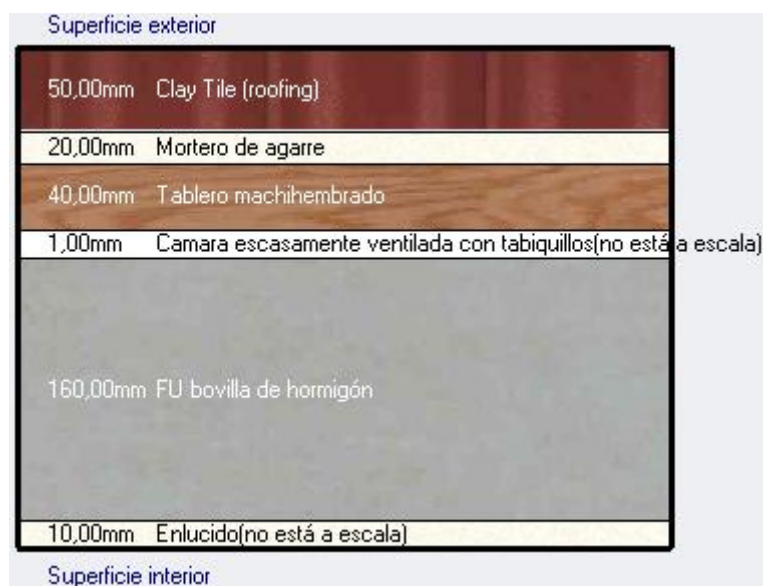 Superficie exterior
50,00mm Clay Tile (roofing)
20,00mm Mortero de agarre
40,00mm Tablero machihembrado
1,00mm Camara escasamente ventilada con tabiquillos(no está a escala)
160,00mm FU bovilla de hormigón
10,00mm Enlucido(no está a escala)
Superficie interior